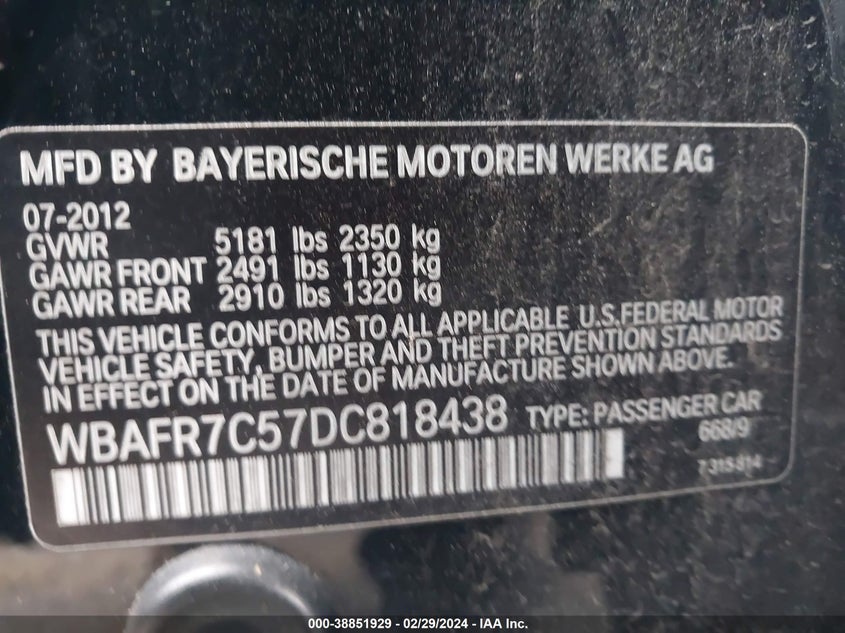 MFD BY BAYERISCHE MOTOREN WERKE AG
07-2012
GVWR 5181 lbs 2350 kg
GAWR FRONT 2491 lbs 1130 kg
GAWR REAR 2910 lbs 1320 kg
THIS VEHICLE CONFORMS TO ALL APPLICABLE U.S.FEDERAL MOTOR
VEHICLE SAFETY, BUMPER AND THEFT PREVENTION STANDARDS
IN EFFECT ON THE DATE OF MANUFACTURE SHOWN ABOVE.
WBAFR7C57DC818438 TYPE: PASSENGER CAR
668/9
7 315 814
000-38851929 - 02/29/2024 - IAA Inc.